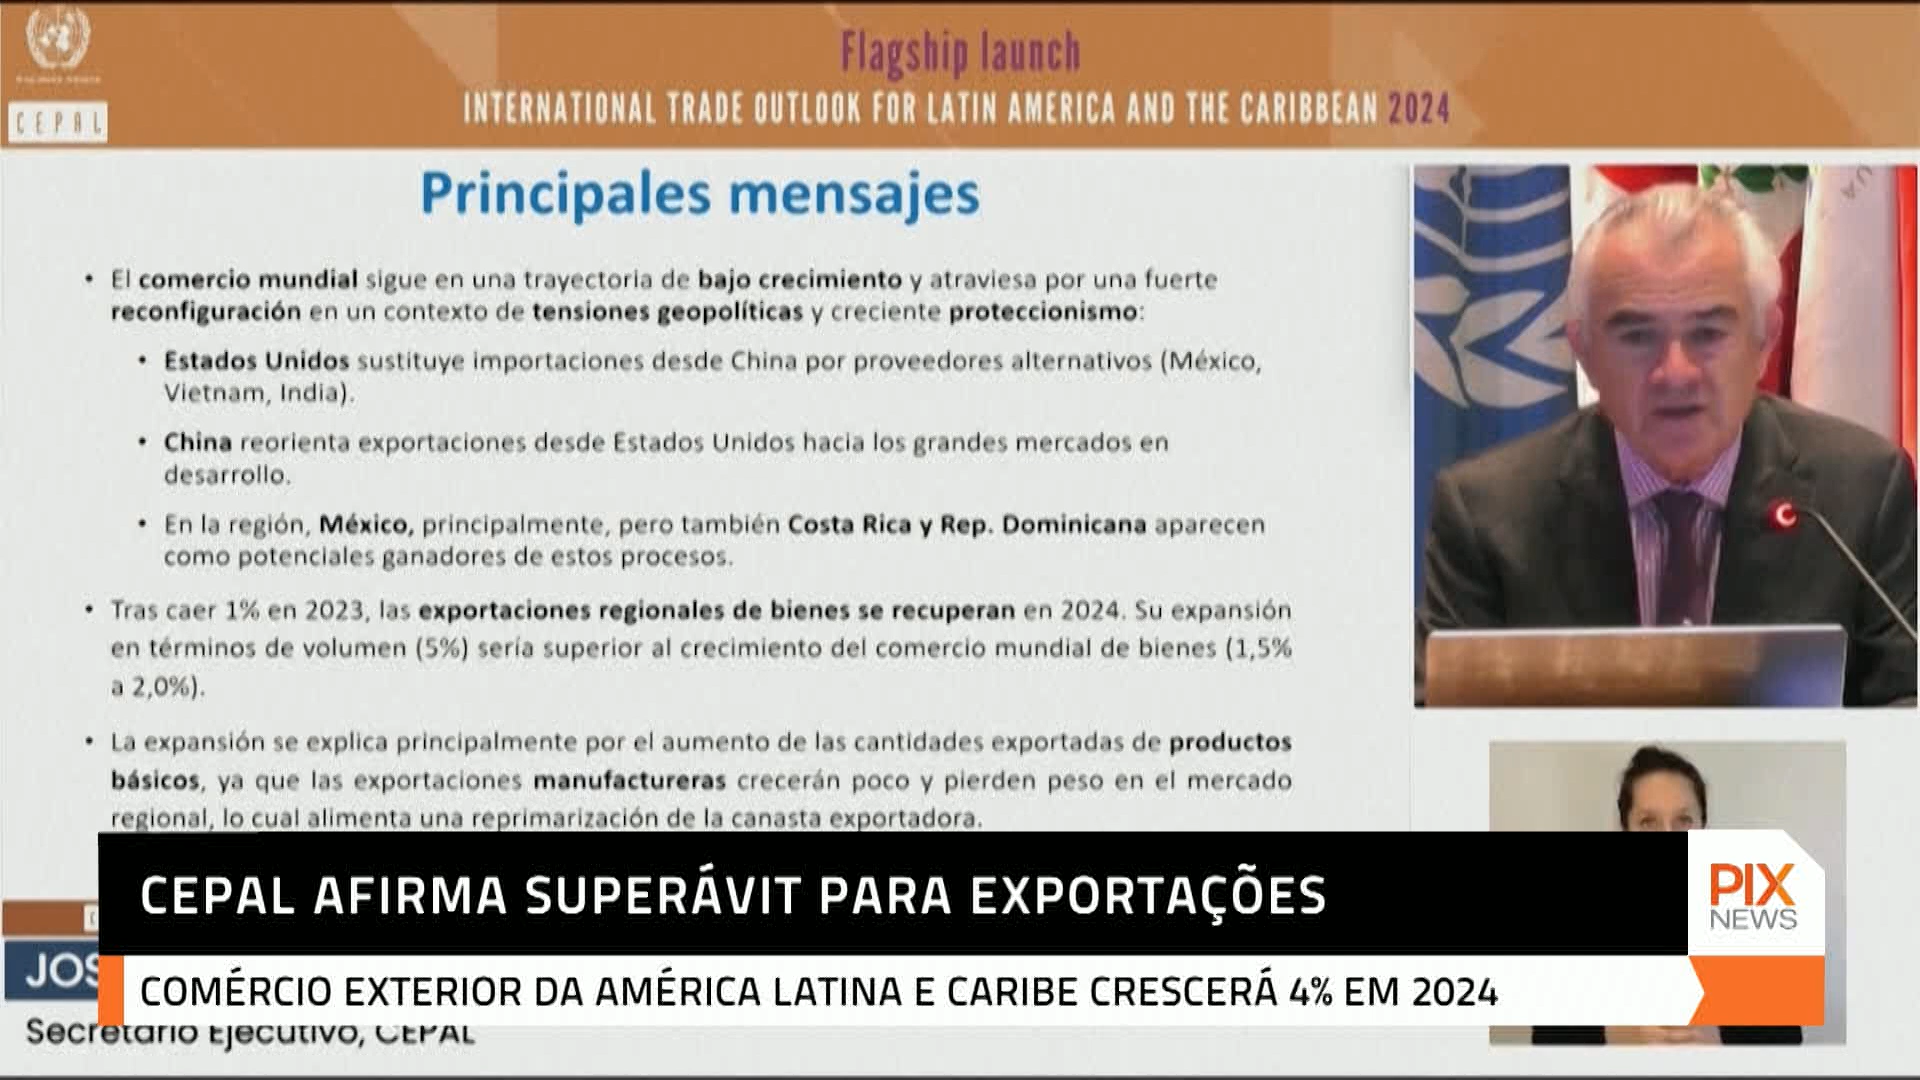 Flagship launch
INTERNATIONAL TRADE OUTLOOK FOR LATIN AMERICA AND THE CARIBBEAN 2024
CEPAL
Principales mensajes
• El comercio mundial sigue en una trayectoria de bajo crecimiento y atraviesa por una fuerte
reconfiguración en un contexto de tensiones geopolíticas y creciente proteccionismo:
• Estados Unidos sustituye importaciones desde China por proveedores alternativos (México,
Vietnam, India).
• China reorienta exportaciones desde Estados Unidos hacia los grandes mercados en
desarrollo.
• En la región, México, principalmente, pero también Costa Rica y Rep. Dominicana aparecen
como potenciales ganadores de estos procesos.
• Tras caer 1% en 2023, las exportaciones regionales de bienes se recuperan en 2024. Su expansión
en términos de volumen (5%) sería superior al crecimiento del comercio mundial de bienes (1,5%
a 2,0%).
• La expansión se explica principalmente por el aumento de las cantidades exportadas de productos
básicos, ya que las exportaciones manufactureras crecerán poco y pierden peso en el mercado
regional, lo cual alimenta una reprimarización de la canasta exportadora.
CEPAL AFIRMA SUPERÁVIT PARA EXPORTAÇÕES
PIX
NEWS
JOS
COMÉRCIO EXTERIOR DA AMÉRICA LATINA E CARIBE CRESCERÁ 4% EM 2024
Secretario Ejecutivo, CEPAL